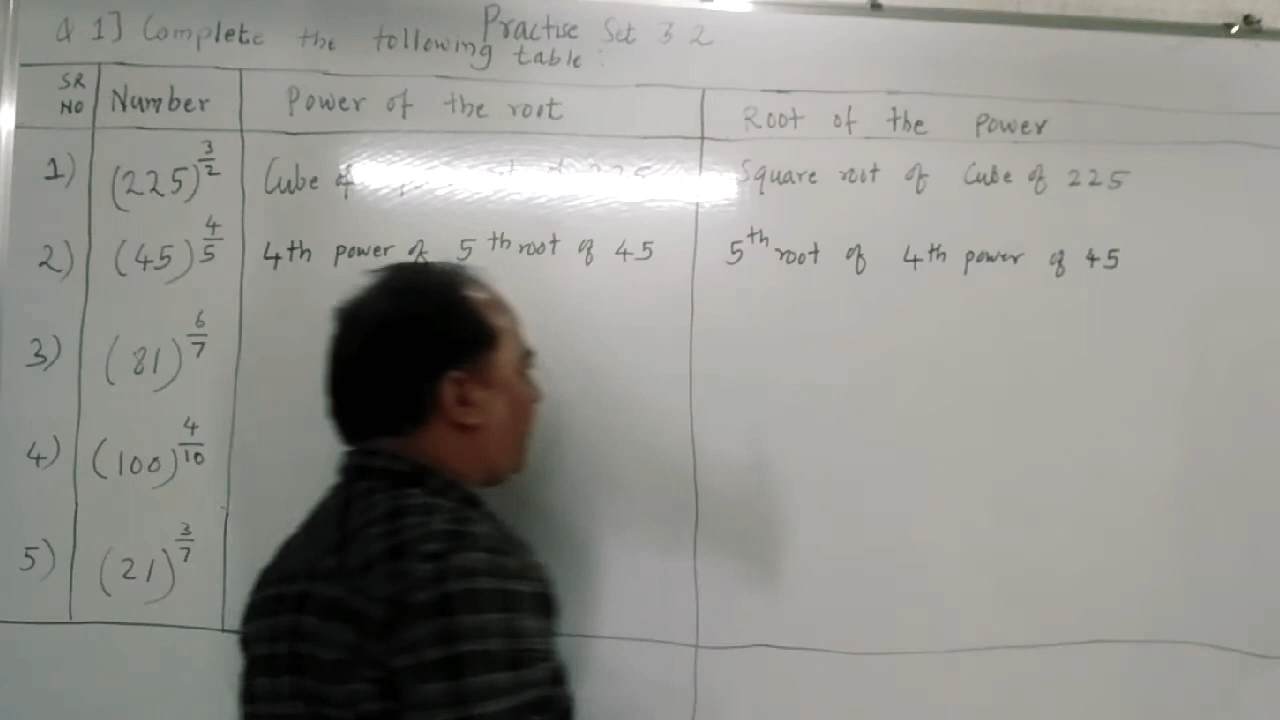 Practise Set 3 2
Q 1] Complete the following table :
SR NO Number Power of the root Root of the Power
1) (225)^3/2 Cube of 225 Square root of Cube of 225
2) (45)^4/5 4th power of 5th root of 45 5th root of 4th power of 45
3) (81)^6/7
4) (100)^4/10
5) (21)^3/7